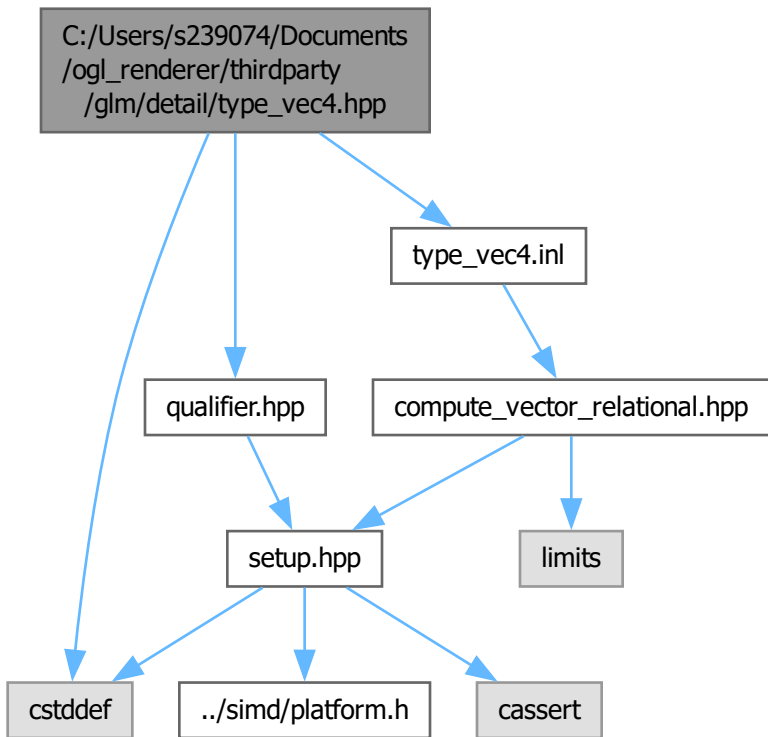 C:/Users/s239074/Documents
/ogl_renderer/thirdparty
/glm/detail/type_vec4.hpp
type_vec4.inl
qualifier.hpp
compute_vector_relational.hpp
setup.hpp
limits
cstddef
../simd/platform.h
cassert